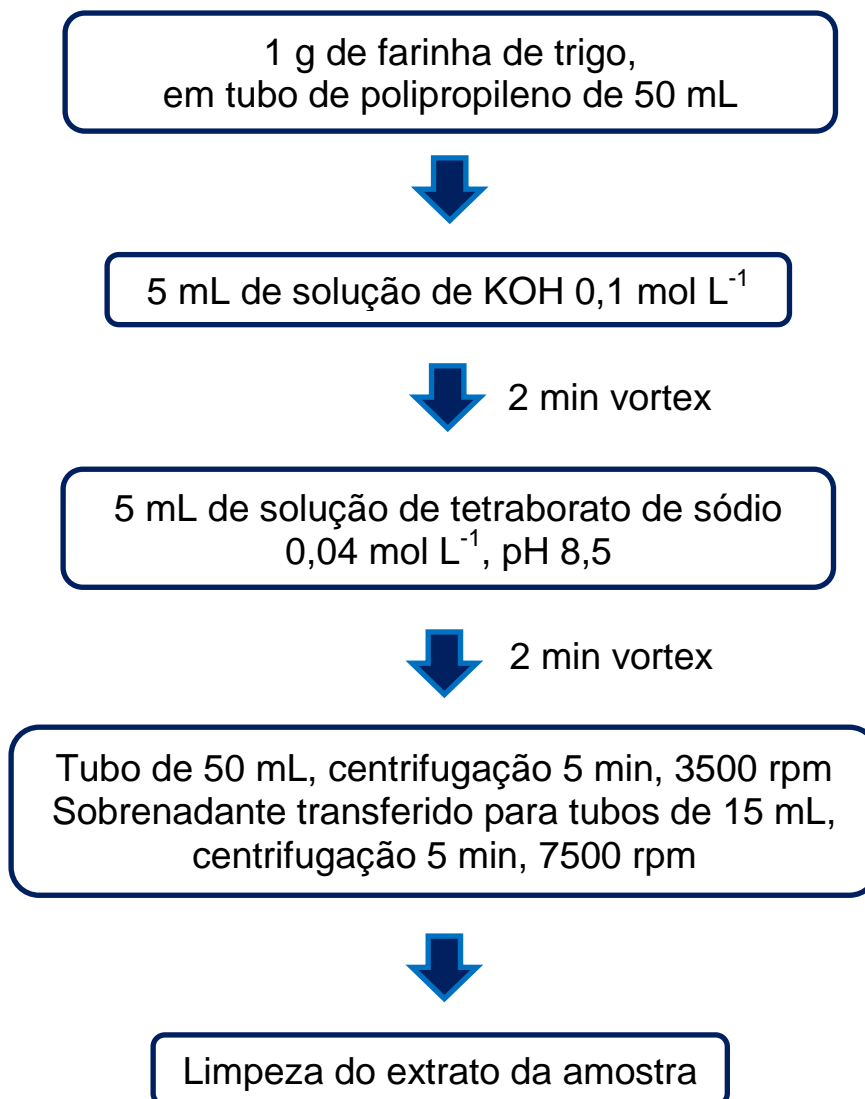 1 g de farinha de trigo,
em tubo de polipropileno de 50 mL
5 mL de solução de KOH 0,1 mol L⁻¹
2 min vortex
5 mL de solução de tetraborato de sódio
0,04 mol L⁻¹, pH 8,5
2 min vortex
Tubo de 50 mL, centrifugação 5 min, 3500 rpm
Sobrenadante transferido para tubos de 15 mL,
centrifugação 5 min, 7500 rpm
Limpeza do extrato da amostra